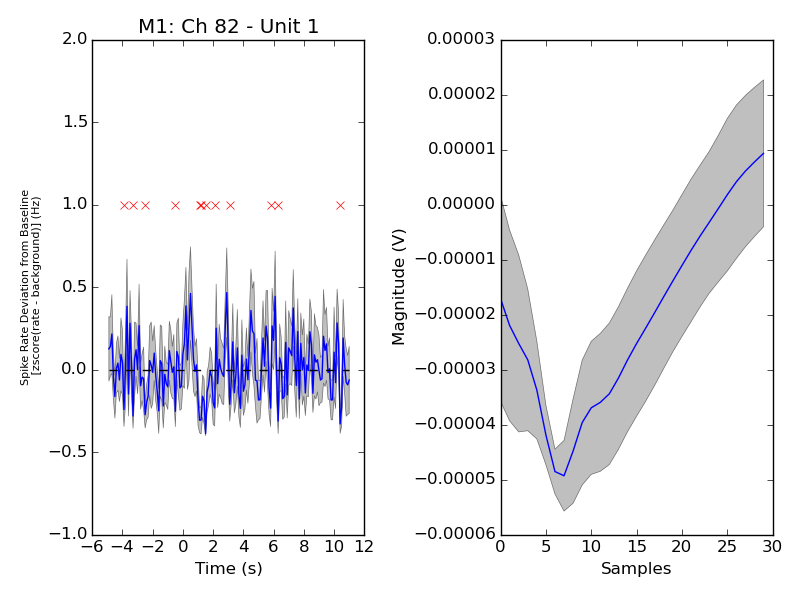 M1: Ch 82 - Unit 1
2.0
1.5
1.0
0.5
0.0
−0.5
−1.0
−6 −4 −2 0 2 4 6 8 10 12
Time (s)
Spike Rate Deviation from Baseline
[zscore(rate - background)] (Hz)
0.00003
0.00002
0.00001
0.00000
−0.00001
−0.00002
−0.00003
−0.00004
−0.00005
−0.00006
0 5 10 15 20 25 30
Samples
Magnitude (V)